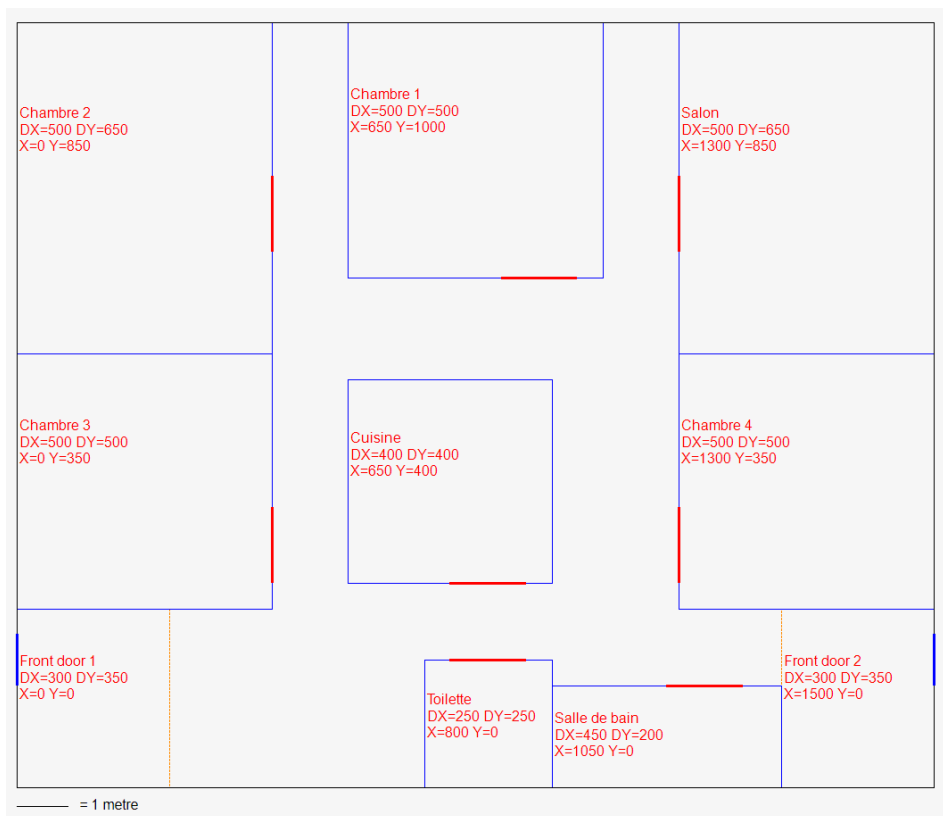 Chambre 2
DX=500 DY=650
X=0 Y=850
Chambre 1
DX=500 DY=500
X=650 Y=1000
Salon
DX=500 DY=650
X=1300 Y=850
Chambre 3
DX=500 DY=500
X=0 Y=350
Cuisine
DX=400 DY=400
X=650 Y=400
Chambre 4
DX=500 DY=500
X=1300 Y=350
Front door 1
DX=300 DY=350
X=0 Y=0
Toilette
DX=250 DY=250
X=800 Y=0
Salle de bain
DX=450 DY=200
X=1050 Y=0
Front door 2
DX=300 DY=350
X=1500 Y=0
= 1 metre